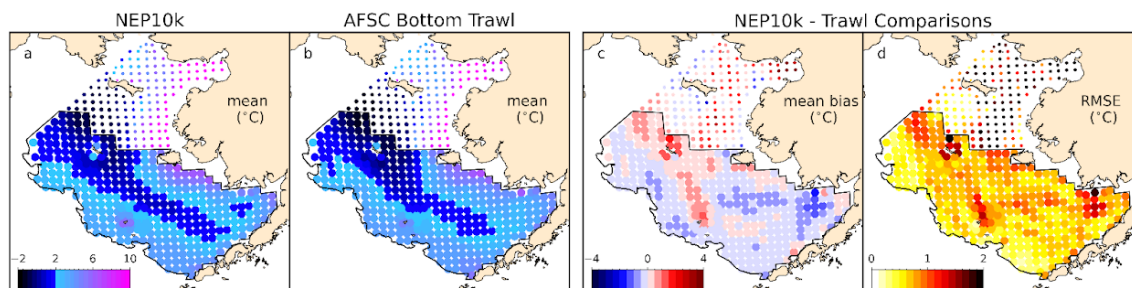 NEP10k
AFSC Bottom Trawl
NEP10k - Trawl Comparisons
a
mean
(°C)
−2 2 6 10
b
mean
(°C)
c
mean bias
(°C)
−4 0 4
d
RMSE
(°C)
0 1 2